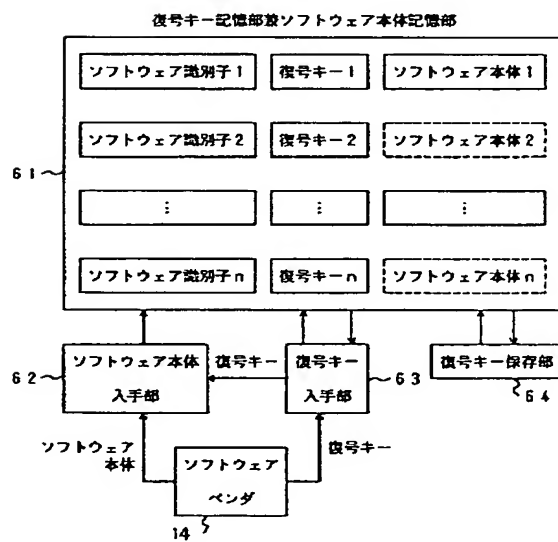 復号キー記憶部兼ソフトウェア本体記憶部
ソフトウェア識別子1 復号キー1 ソフトウェア本体1
ソフトウェア識別子2 復号キー2 ソフトウェア本体2
61
⋮ ⋮ ⋮
ソフトウェア識別子n 復号キーn ソフトウェア本体n
62
ソフトウェア本体
入手部
復号キー
復号キー
入手部
63
復号キー保存部
64
ソフトウェア
本体
ソフトウェア
ベンダ
復号キー
14